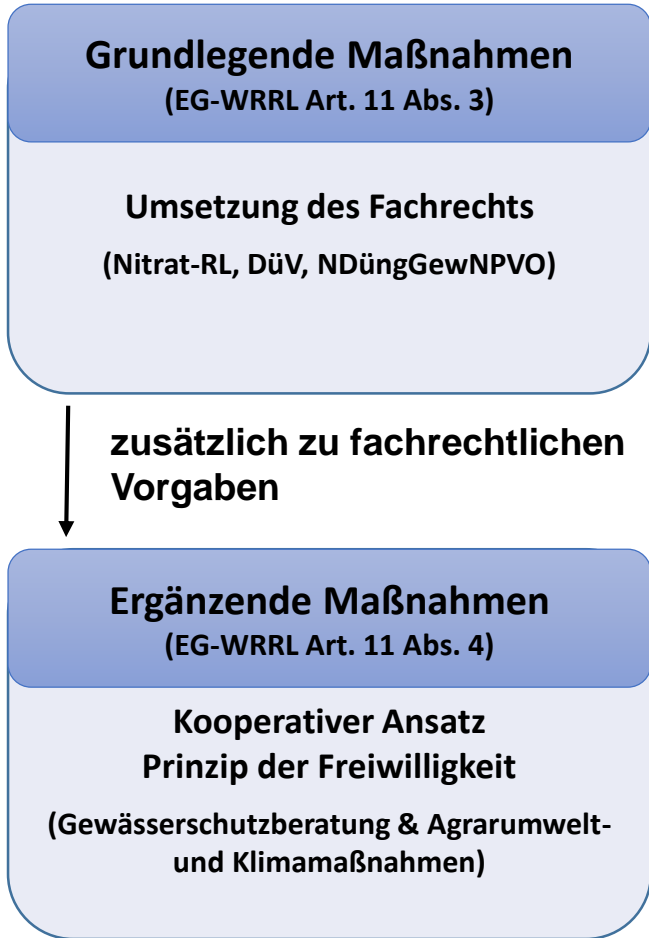 Grundlegende Maßnahmen
(EG-WRRL Art. 11 Abs. 3)
Umsetzung des Fachrechts
(Nitrat-RL, DüV, NDüngGewNPVO)
zusätzlich zu fachrechtlichen
Vorgaben
Ergänzende Maßnahmen
(EG-WRRL Art. 11 Abs. 4)
Kooperativer Ansatz
Prinzip der Freiwilligkeit
(Gewässerschutzberatung & Agrarumwelt-
und Klimamaßnahmen)